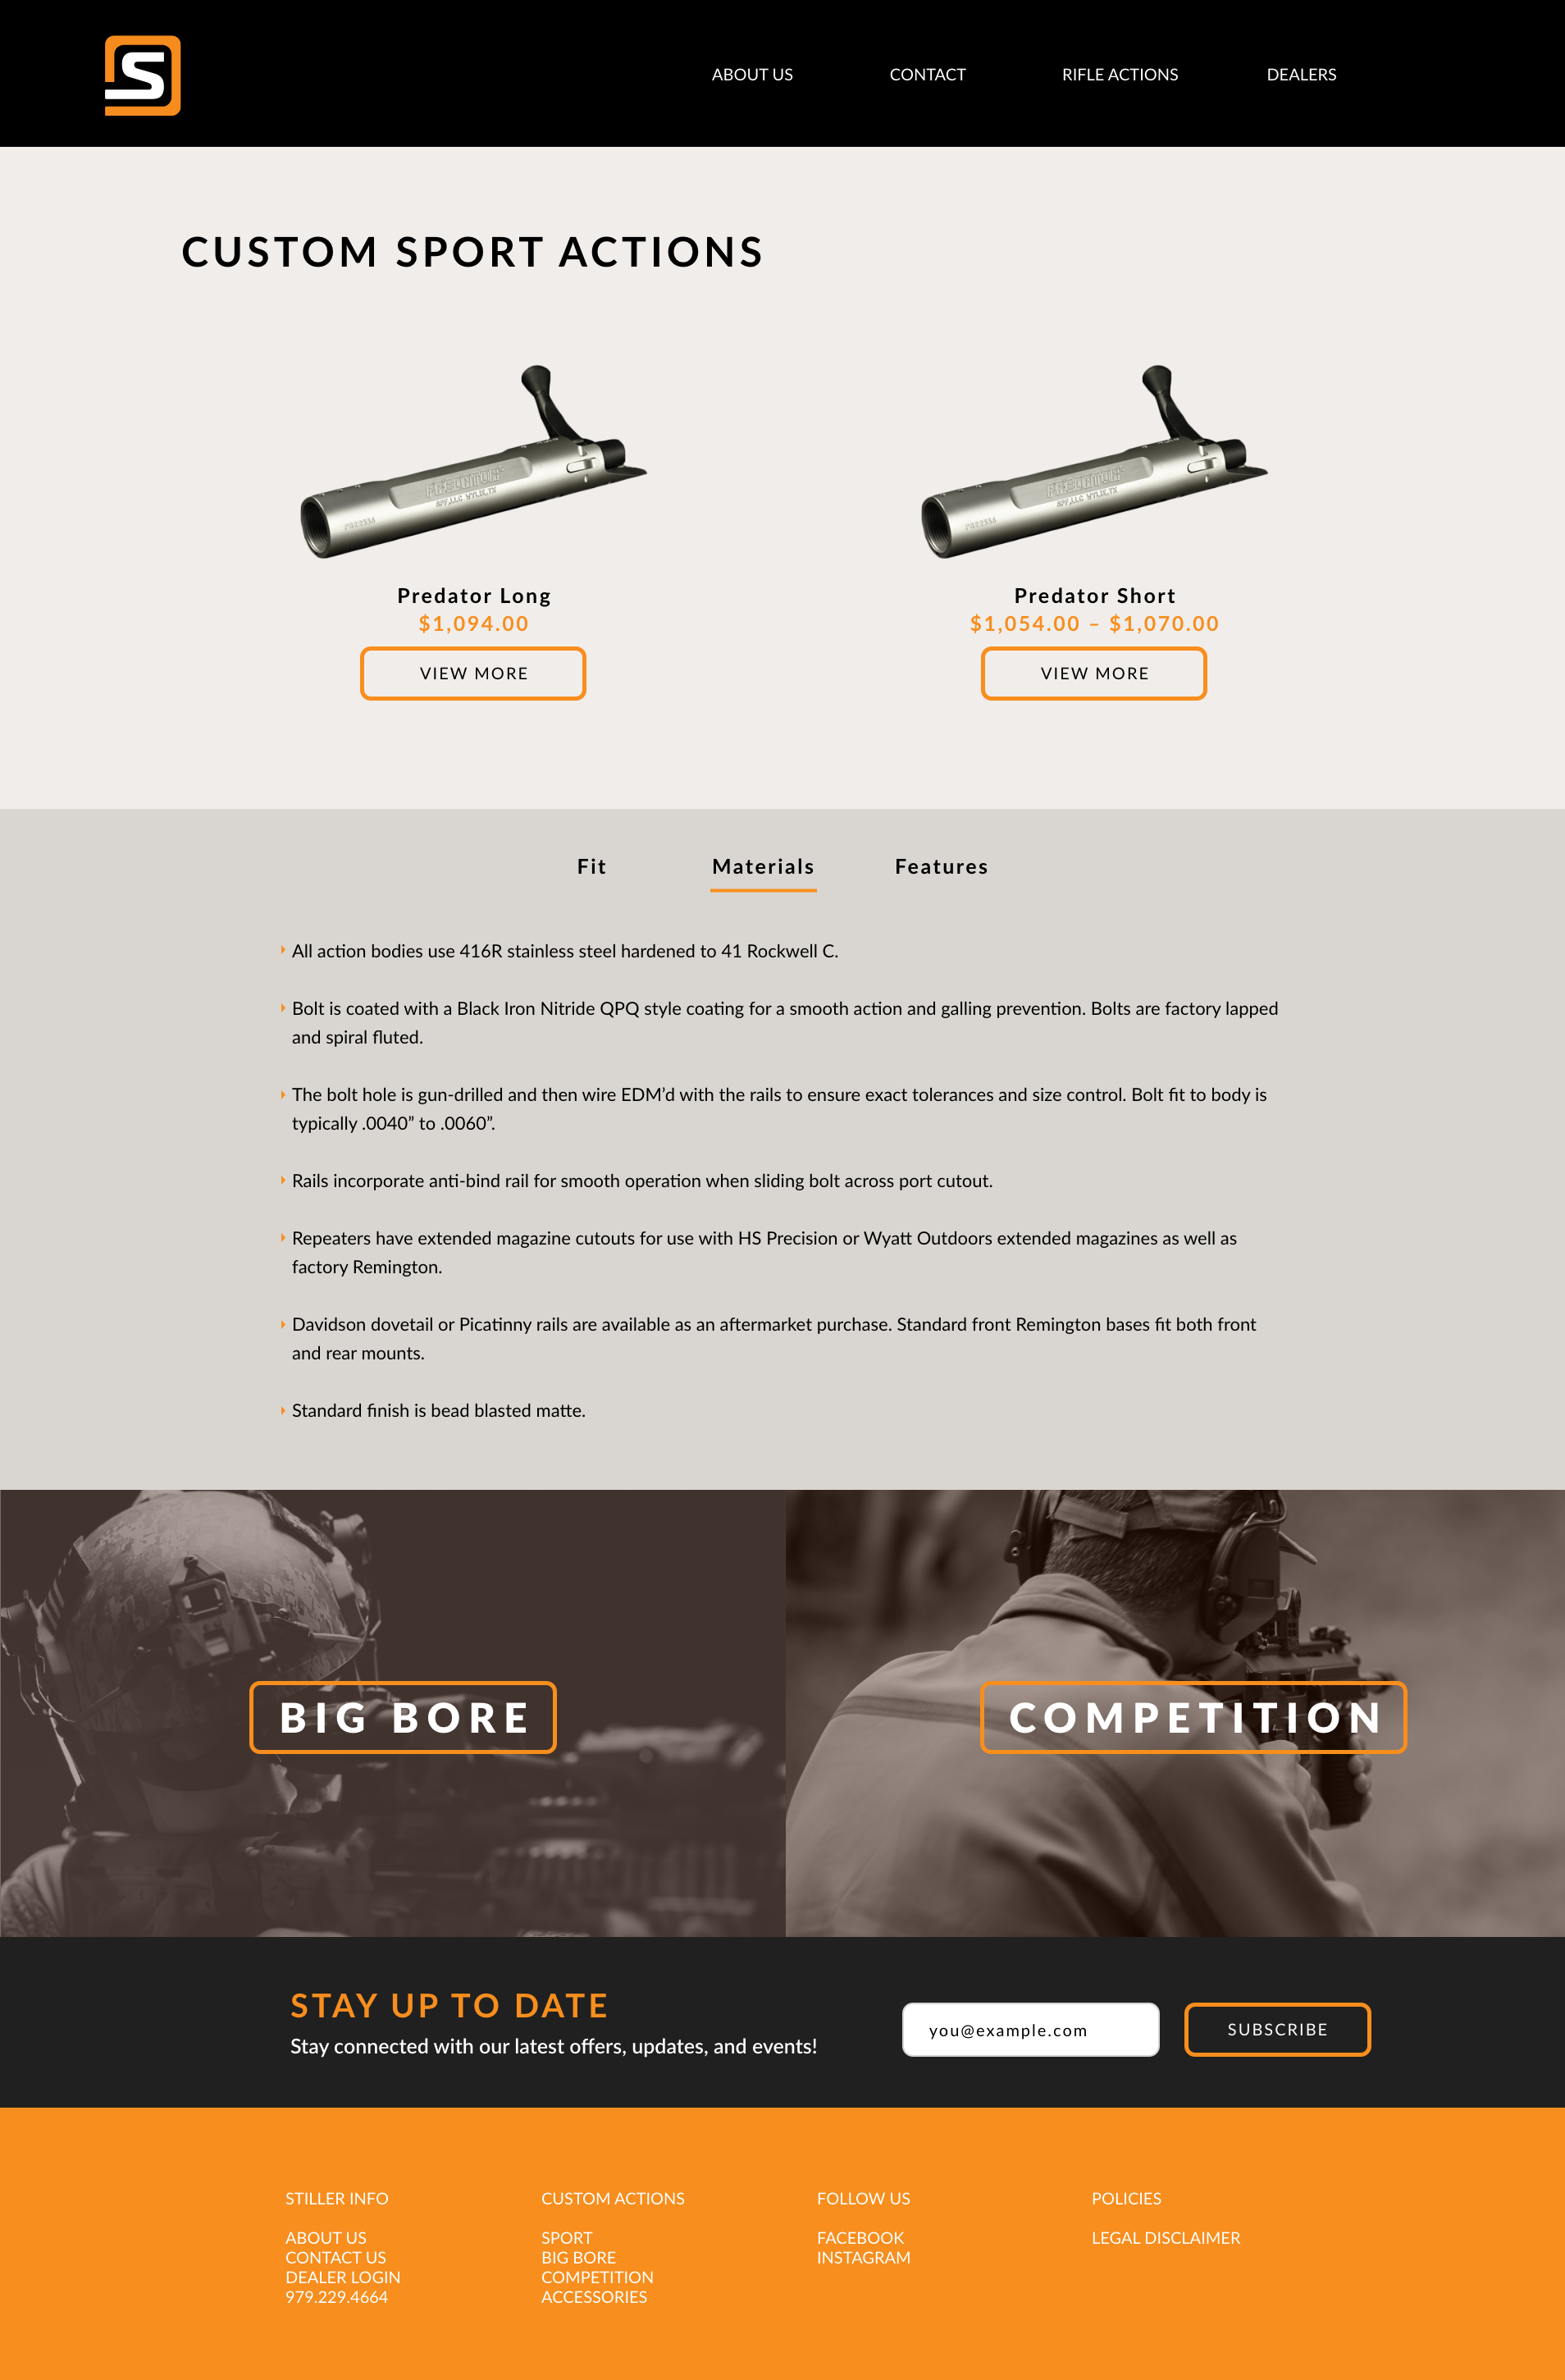 S
ABOUT US CONTACT RIFLE ACTIONS DEALERS
CUSTOM SPORT ACTIONS
PREDATOR
PREDATOR
Predator Long
$1,094.00
VIEW MORE
Predator Short
$1,054.00 – $1,070.00
VIEW MORE
Fit Materials Features
All action bodies use 416R stainless steel hardened to 41 Rockwell C.
Bolt is coated with a Black Iron Nitride QPQ style coating for a smooth action and galling prevention. Bolts are factory lapped
and spiral fluted.
The bolt hole is gun-drilled and then wire EDM’d with the rails to ensure exact tolerances and size control. Bolt fit to body is
typically .0040” to .0060”.
Rails incorporate anti-bind rail for smooth operation when sliding bolt across port cutout.
Repeaters have extended magazine cutouts for use with HS Precision or Wyatt Outdoors extended magazines as well as
factory Remington.
Davidson dovetail or Picatinny rails are available as an aftermarket purchase. Standard front Remington bases fit both front
and rear mounts.
Standard finish is bead blasted matte.
BIG BORE
COMPETITION
STAY UP TO DATE
Stay connected with our latest offers, updates, and events!
you@example.com
SUBSCRIBE
STILLER INFO
ABOUT US
CONTACT US
DEALER LOGIN
979.229.4664
CUSTOM ACTIONS
SPORT
BIG BORE
COMPETITION
ACCESSORIES
FOLLOW US
FACEBOOK
INSTAGRAM
POLICIES
LEGAL DISCLAIMER